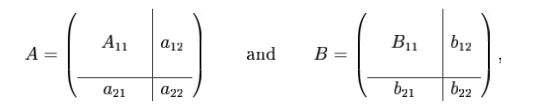 A = ( A₁₁ | a₁₂ ; a₂₁ | a₂₂ ) and B = ( B₁₁ | b₁₂ ; b₂₁ | b₂₂ ),